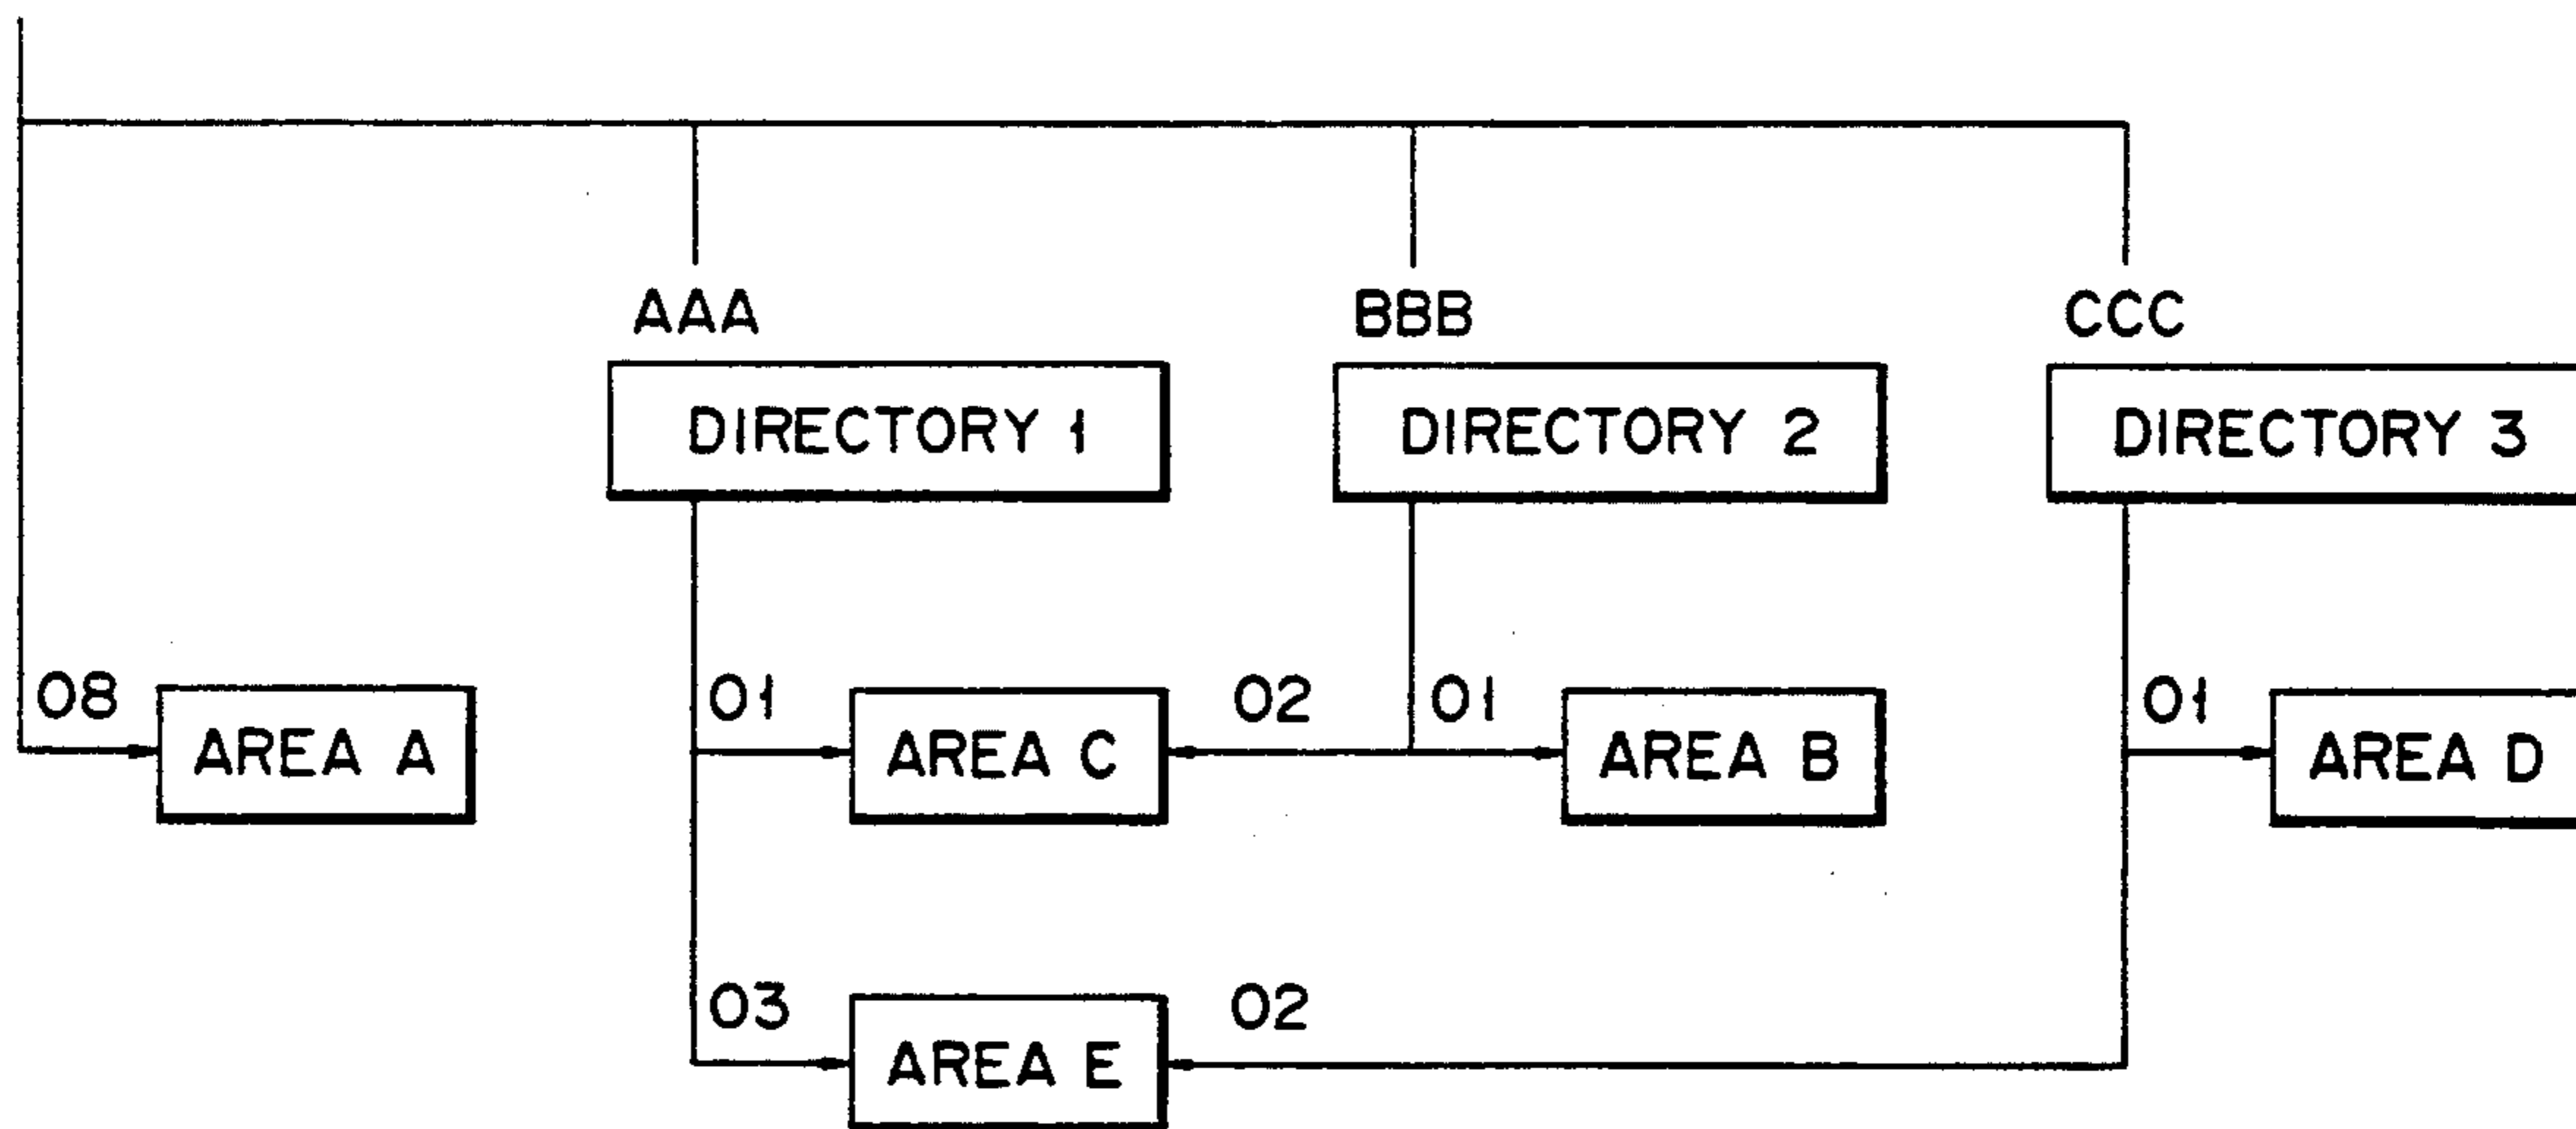 AAA BBB CCC
DIRECTORY 1 DIRECTORY 2 DIRECTORY 3
08 01 02 01 01
AREA A AREA C AREA B AREA D
03 02
AREA E